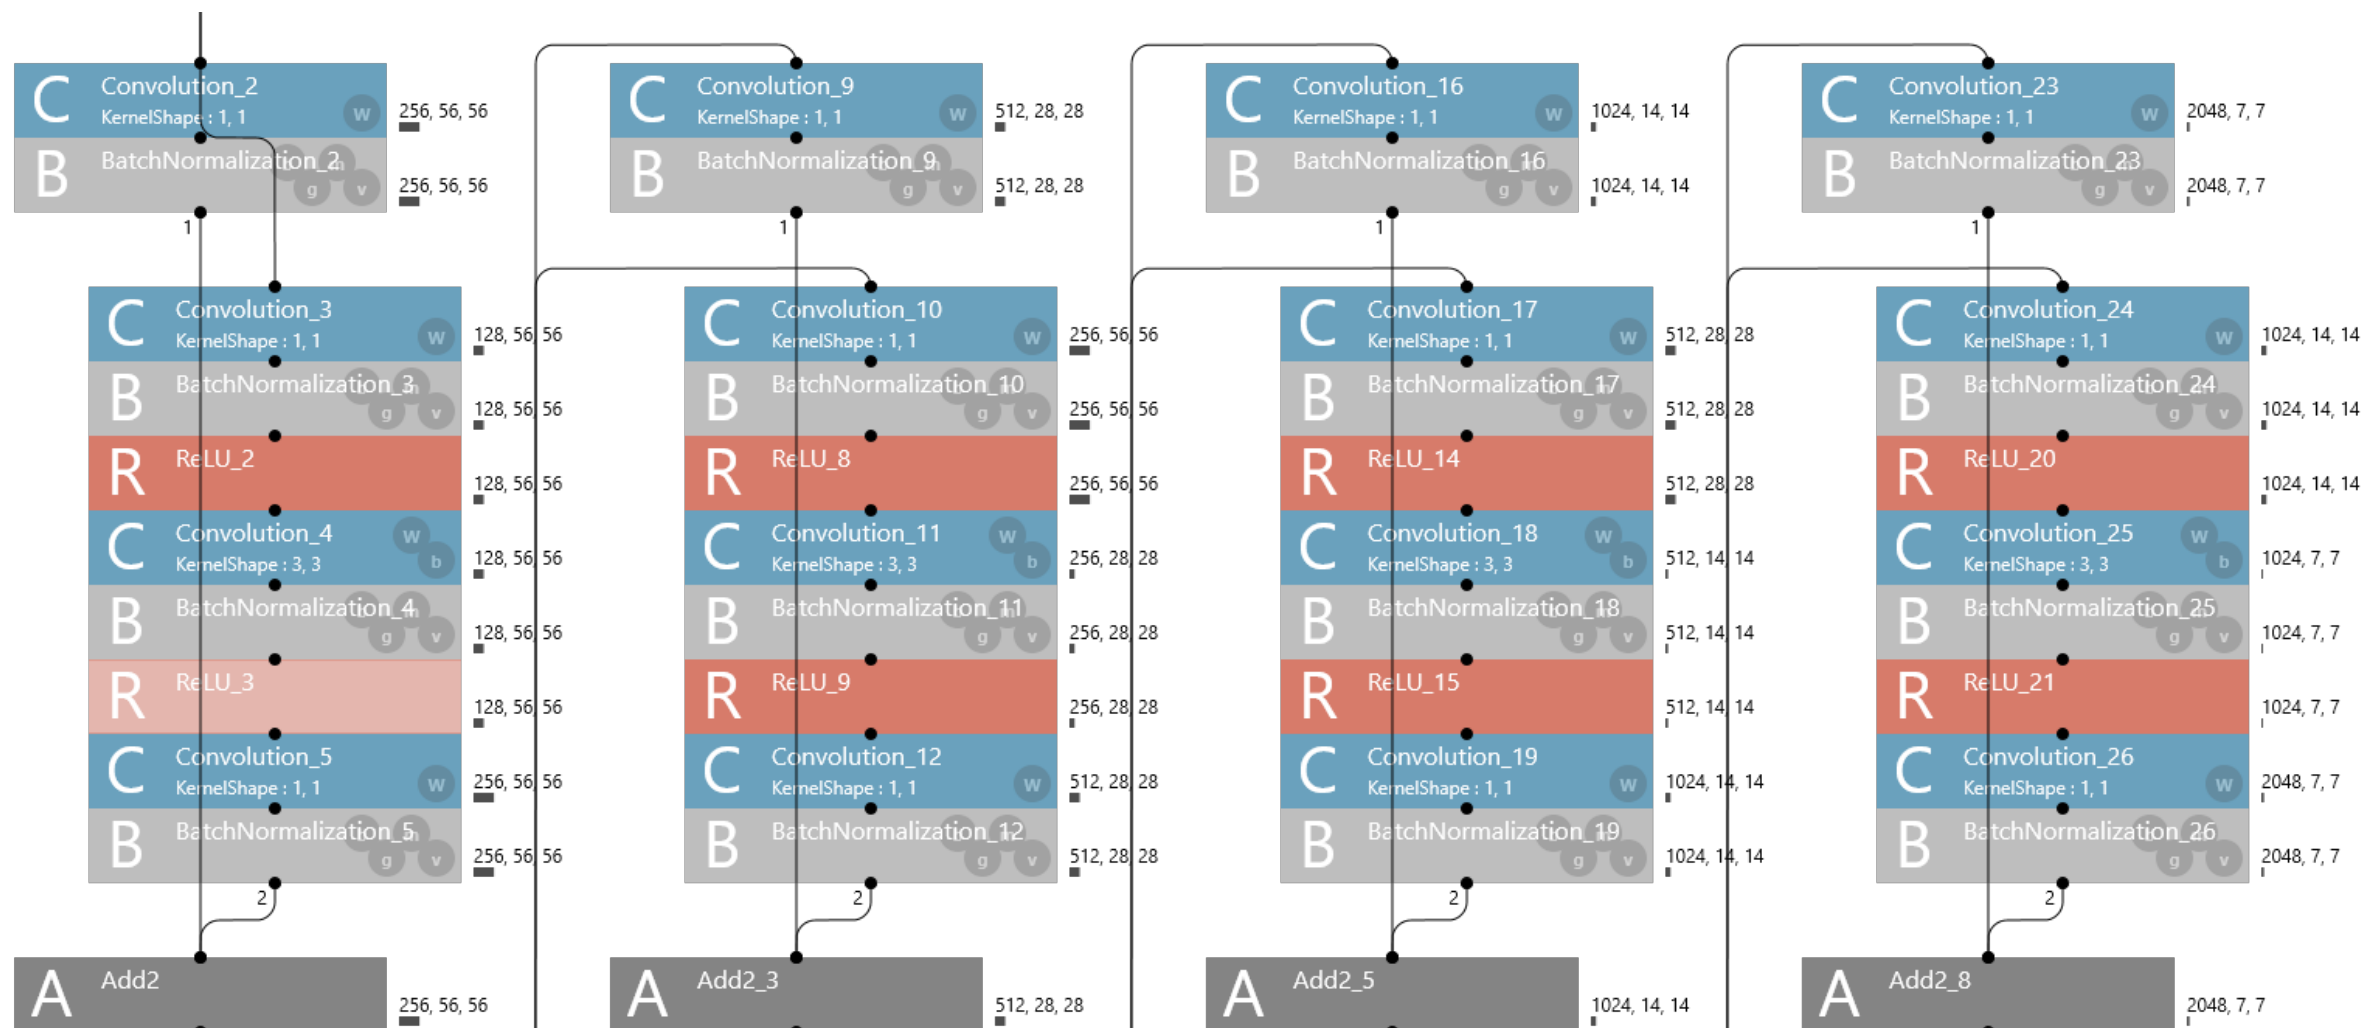 C
Convolution_2
KernelShape : 1, 1
W
256, 56, 56
B
BatchNormalization_2
g
v
256, 56, 56
1
C
Convolution_3
KernelShape : 1, 1
W
128, 56, 56
B
BatchNormalization_3
g
v
128, 56, 56
R
ReLU_2
128, 56, 56
C
Convolution_4
KernelShape : 3, 3
W
b
128, 56, 56
B
BatchNormalization_4
g
v
128, 56, 56
R
ReLU_3
128, 56, 56
C
Convolution_5
KernelShape : 1, 1
W
256, 56, 56
B
BatchNormalization_5
g
v
256, 56, 56
2
A
Add2
256, 56, 56
C
Convolution_9
KernelShape : 1, 1
W
512, 28, 28
B
BatchNormalization_9
g
v
512, 28, 28
1
C
Convolution_10
KernelShape : 1, 1
W
256, 56, 56
B
BatchNormalization_10
g
v
256, 56, 56
R
ReLU_8
256, 56, 56
C
Convolution_11
KernelShape : 3, 3
W
b
256, 28, 28
B
BatchNormalization_11
g
v
256, 28, 28
R
ReLU_9
256, 28, 28
C
Convolution_12
KernelShape : 1, 1
W
512, 28, 28
B
BatchNormalization_12
g
v
512, 28, 28
2
A
Add2_3
512, 28, 28
C
Convolution_16
KernelShape : 1, 1
W
1024, 14, 14
B
BatchNormalization_16
g
v
1024, 14, 14
1
C
Convolution_17
KernelShape : 1, 1
W
512, 28, 28
B
BatchNormalization_17
g
v
512, 28, 28
R
ReLU_14
512, 28, 28
C
Convolution_18
KernelShape : 3, 3
W
b
512, 14, 14
B
BatchNormalization_18
g
v
512, 14, 14
R
ReLU_15
512, 14, 14
C
Convolution_19
KernelShape : 1, 1
W
1024, 14, 14
B
BatchNormalization_19
g
v
1024, 14, 14
2
A
Add2_5
1024, 14, 14
C
Convolution_23
KernelShape : 1, 1
W
2048, 7, 7
B
BatchNormalization_23
g
v
2048, 7, 7
1
C
Convolution_24
KernelShape : 1, 1
W
1024, 14, 14
B
BatchNormalization_24
g
v
1024, 14, 14
R
ReLU_20
1024, 14, 14
C
Convolution_25
KernelShape : 3, 3
W
b
1024, 7, 7
B
BatchNormalization_25
g
v
1024, 7, 7
R
ReLU_21
1024, 7, 7
C
Convolution_26
KernelShape : 1, 1
W
2048, 7, 7
B
BatchNormalization_26
g
v
2048, 7, 7
2
A
Add2_8
2048, 7, 7